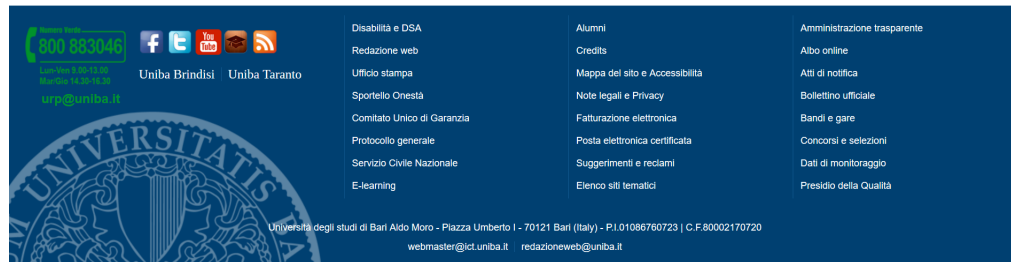 Numero Verde
800 883046
Lun-Ven 9.00-13.00
Mar/Gio 14.30-16.30
urp@uniba.it
You
Tube
Uniba Brindisi
Uniba Taranto
Disabilità e DSA
Redazione web
Ufficio stampa
Sportello Onestà
Comitato Unico di Garanzia
Protocollo generale
Servizio Civile Nazionale
E-learning
Alumni
Credits
Mappa del sito e Accessibilità
Note legali e Privacy
Fatturazione elettronica
Posta elettronica certificata
Suggerimenti e reclami
Elenco siti tematici
Amministrazione trasparente
Albo online
Atti di notifica
Bollettino ufficiale
Bandi e gare
Concorsi e selezioni
Dati di monitoraggio
Presidio della Qualità
UNIVERSITATIS BA
Università degli studi di Bari Aldo Moro - Piazza Umberto I - 70121 Bari (Italy) - P.I.01086760723 | C.F.80002170720
webmaster@ict.uniba.it
redazioneweb@uniba.it